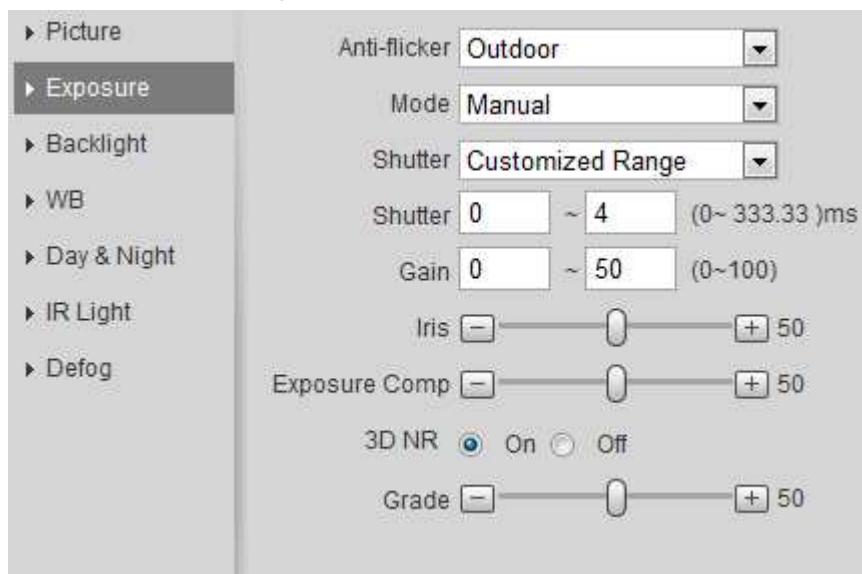 Picture
Exposure
Backlight
WB
Day & Night
IR Light
Defog
Anti-flicker Outdoor
Mode Manual
Shutter Customized Range
Shutter 0 ~ 4 (0~ 333.33 )ms
Gain 0 ~ 50 (0~100)
Iris 50
Exposure Comp 50
3D NR On Off
Grade 50